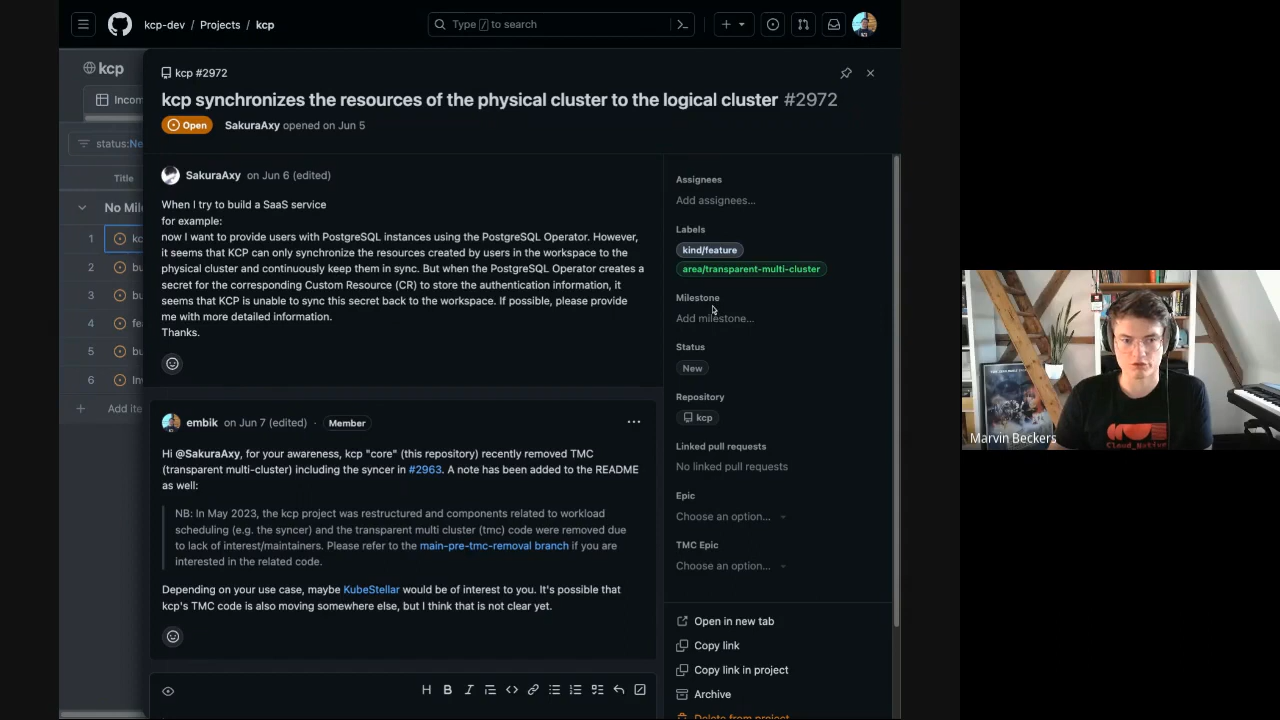 kcp-dev / Projects / kcp
Type / to search
kcp
Incom
status:Ne
Title
No Mil
1 kc
2 bu
3 bu
4 fea
5 bu
6 Inv
Add ite
kcp #2972
kcp synchronizes the resources of the physical cluster to the logical cluster #2972
Open SakuraAxy opened on Jun 5
SakuraAxy on Jun 6 (edited)
When I try to build a SaaS service
for example:
now I want to provide users with PostgreSQL instances using the PostgreSQL Operator. However,
it seems that KCP can only synchronize the resources created by users in the workspace to the
physical cluster and continuously keep them in sync. But when the PostgreSQL Operator creates a
secret for the corresponding Custom Resource (CR) to store the authentication information, it
seems that KCP is unable to sync this secret back to the workspace. If possible, please provide
me with more detailed information.
Thanks.
embik on Jun 7 (edited) · Member
Hi @SakuraAxy, for your awareness, kcp "core" (this repository) recently removed TMC
(transparent multi-cluster) including the syncer in #2963. A note has been added to the README
as well:
NB: In May 2023, the kcp project was restructured and components related to workload
scheduling (e.g. the syncer) and the transparent multi cluster (tmc) code were removed due
to lack of interest/maintainers. Please refer to the main-pre-tmc-removal branch if you are
interested in the related code.
Depending on your use case, maybe KubeStellar would be of interest to you. It's possible that
kcp's TMC code is also moving somewhere else, but I think that is not clear yet.
Assignees
Add assignees...
Labels
kind/feature
area/transparent-multi-cluster
Milestone
Add milestone...
Status
New
Repository
kcp
Linked pull requests
No linked pull requests
Epic
Choose an option...
TMC Epic
Choose an option...
Open in new tab
Copy link
Copy link in project
Archive
Delete from project
Marvin Beckers
Cloud Native